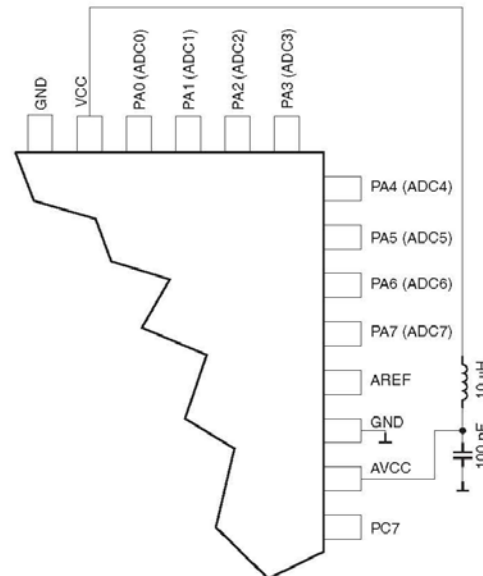 GND
VCC
PA0 (ADC0)
PA1 (ADC1)
PA2 (ADC2)
PA3 (ADC3)
PA4 (ADC4)
PA5 (ADC5)
PA6 (ADC6)
PA7 (ADC7)
AREF
GND
AVCC
PC7
10 µH
100 nF